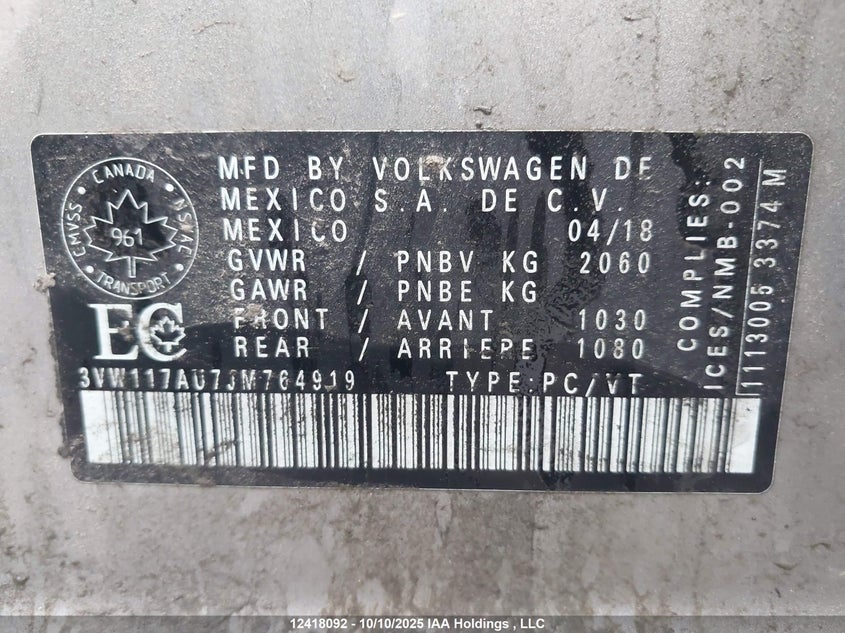 CANADA
CMVSS
NSVAC
961
TRANSPORT
EC
MFD BY VOLKSWAGEN DE
MEXICO S.A. DE C.V.
MEXICO 04/18
GVWR / PNBV KG 2060
GAWR / PNBE KG
FRONT / AVANT 1030
REAR / ARRIERE 1080
3VW117AU7JM764919 TYPE:PC/VT
COMPLIES:
ICES/NMB-002
1113005 3374 M
12418092 - 10/10/2025 IAA Holdings , LLC